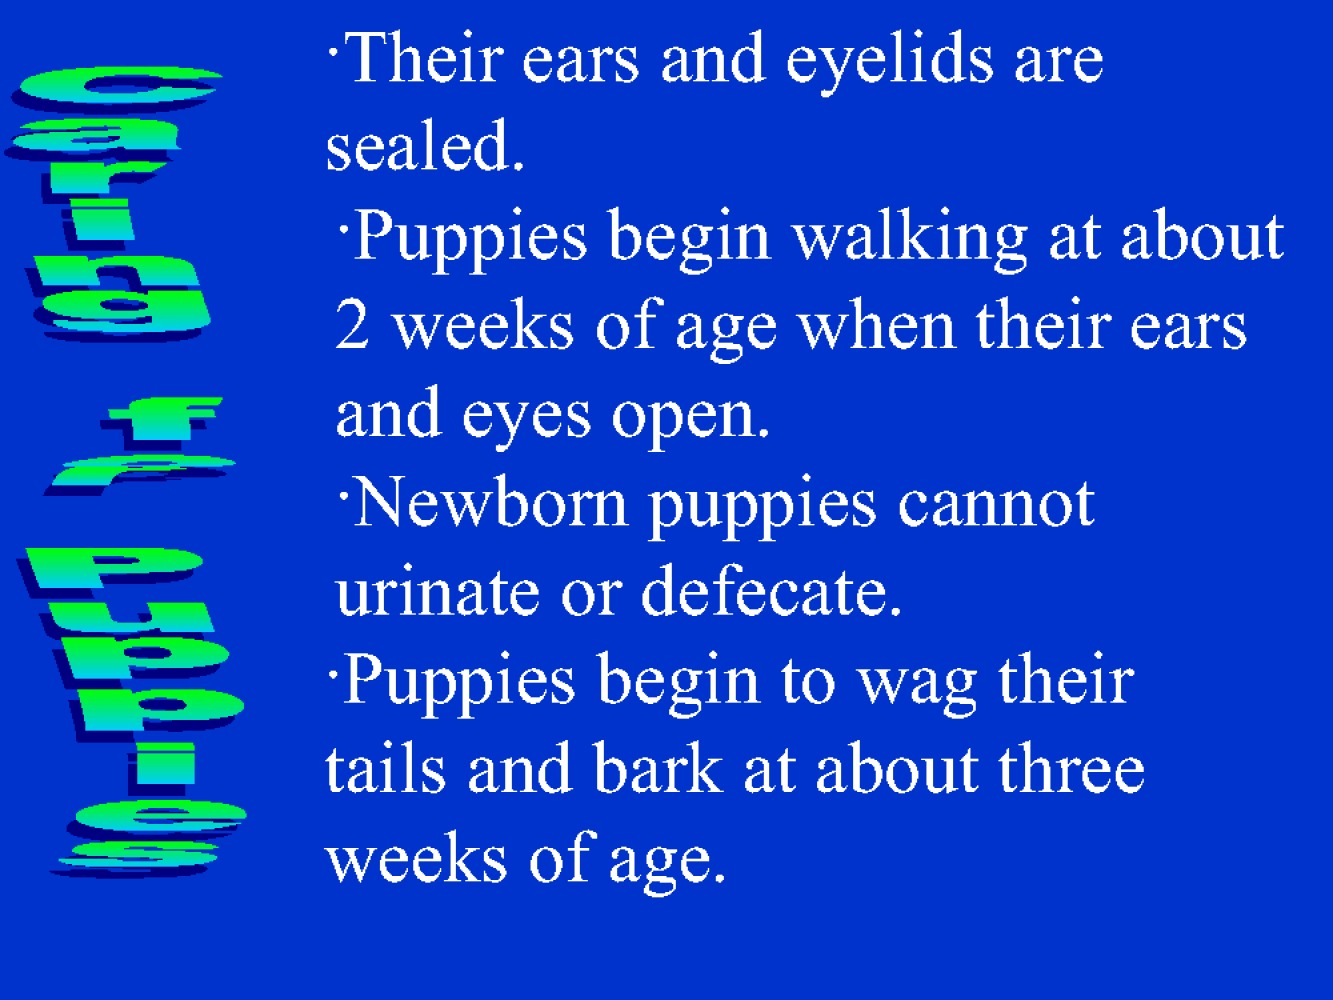 Caring for Puppies
·Their ears and eyelids are
sealed.
·Puppies begin walking at about
2 weeks of age when their ears
and eyes open.
·Newborn puppies cannot
urinate or defecate.
·Puppies begin to wag their
tails and bark at about three
weeks of age.